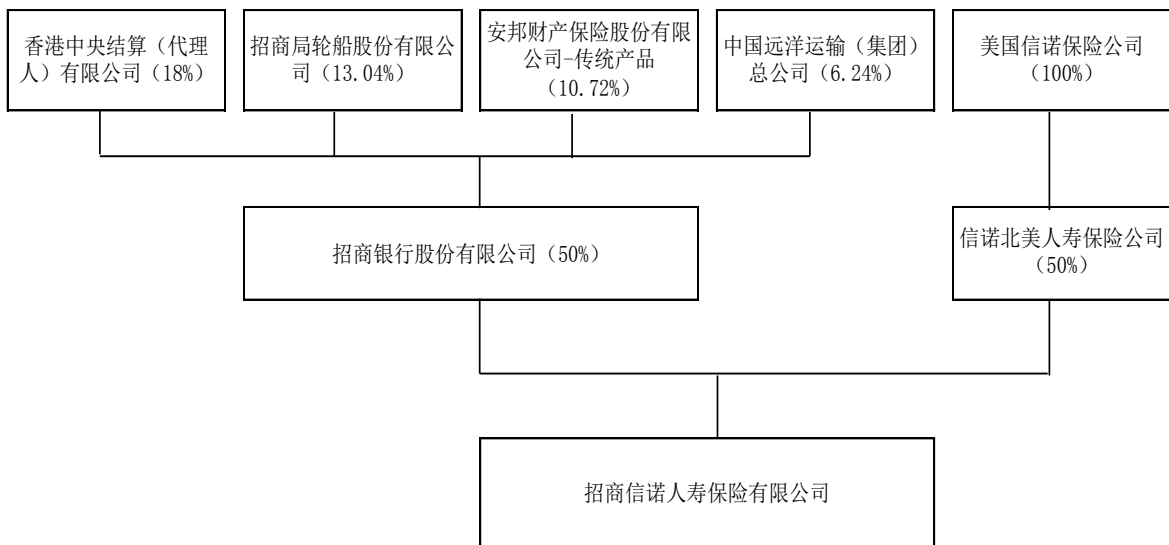 香港中央结算（代理
人）有限公司（18%）
招商局轮船股份有限公
司（13.04%）
安邦财产保险股份有限
公司-传统产品
（10.72%）
中国远洋运输（集团）
总公司（6.24%）
美国信诺保险公司
（100%）
招商银行股份有限公司（50%）
信诺北美人寿保险公司
（50%）
招商信诺人寿保险有限公司